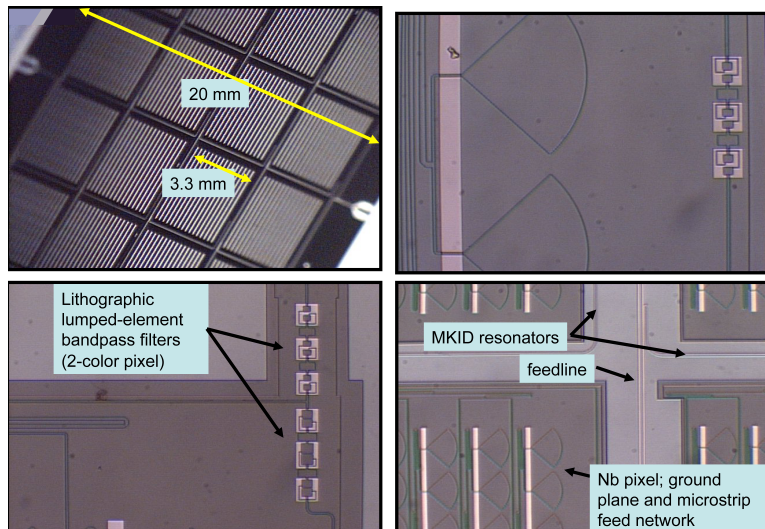 20 mm
3.3 mm
Lithographic
lumped-element
bandpass filters
(2-color pixel)
MKID resonators
feedline
Nb pixel; ground
plane and microstrip
feed network